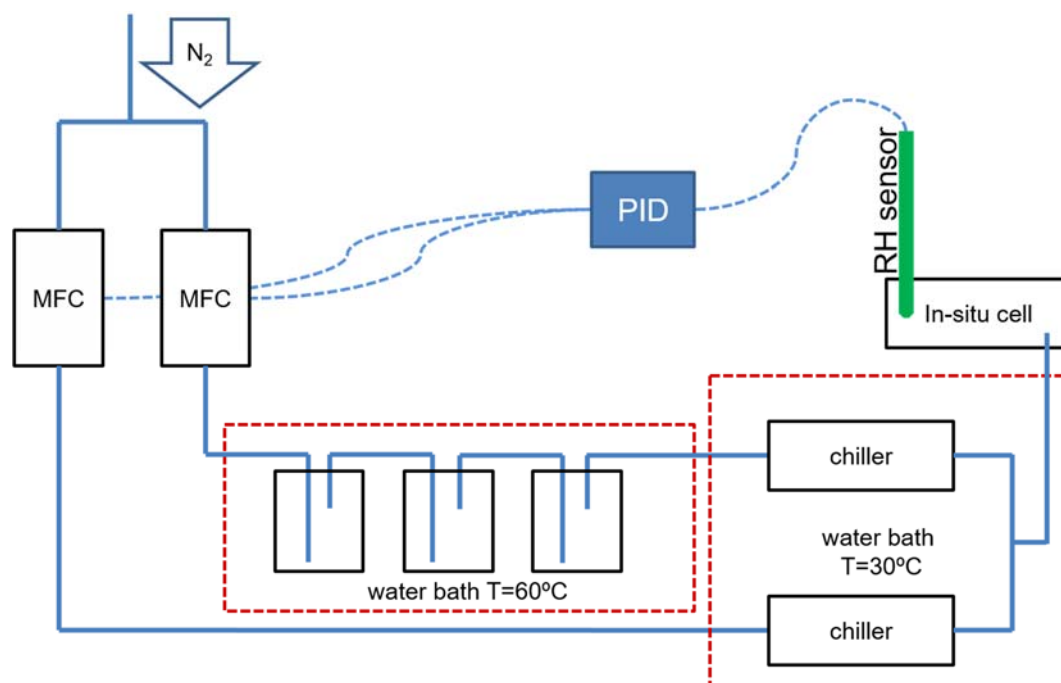 N₂
RH sensor
PID
MFC
MFC
In-situ cell
chiller
water bath
T=30ºC
water bath T=60ºC
chiller